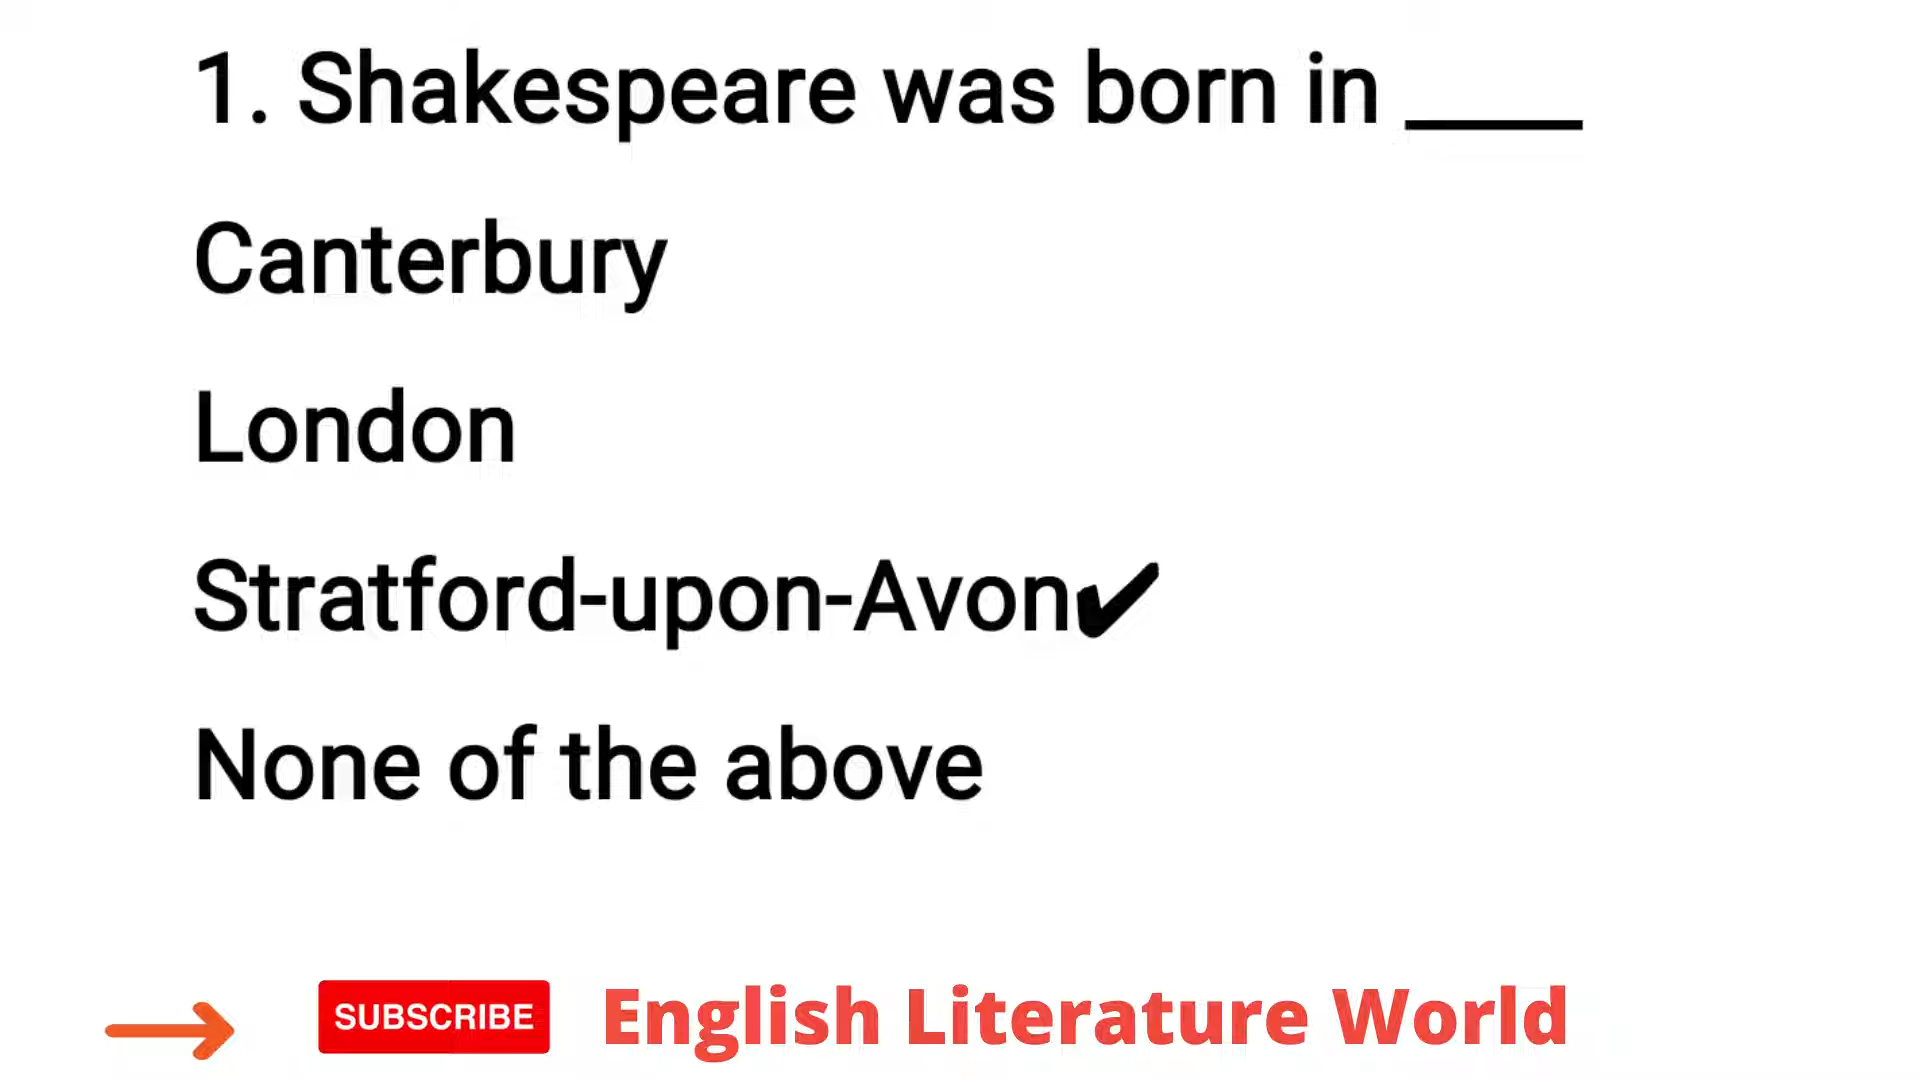 1. Shakespeare was born in ____
Canterbury
London
Stratford-upon-Avon✔
None of the above
SUBSCRIBE English Literature World